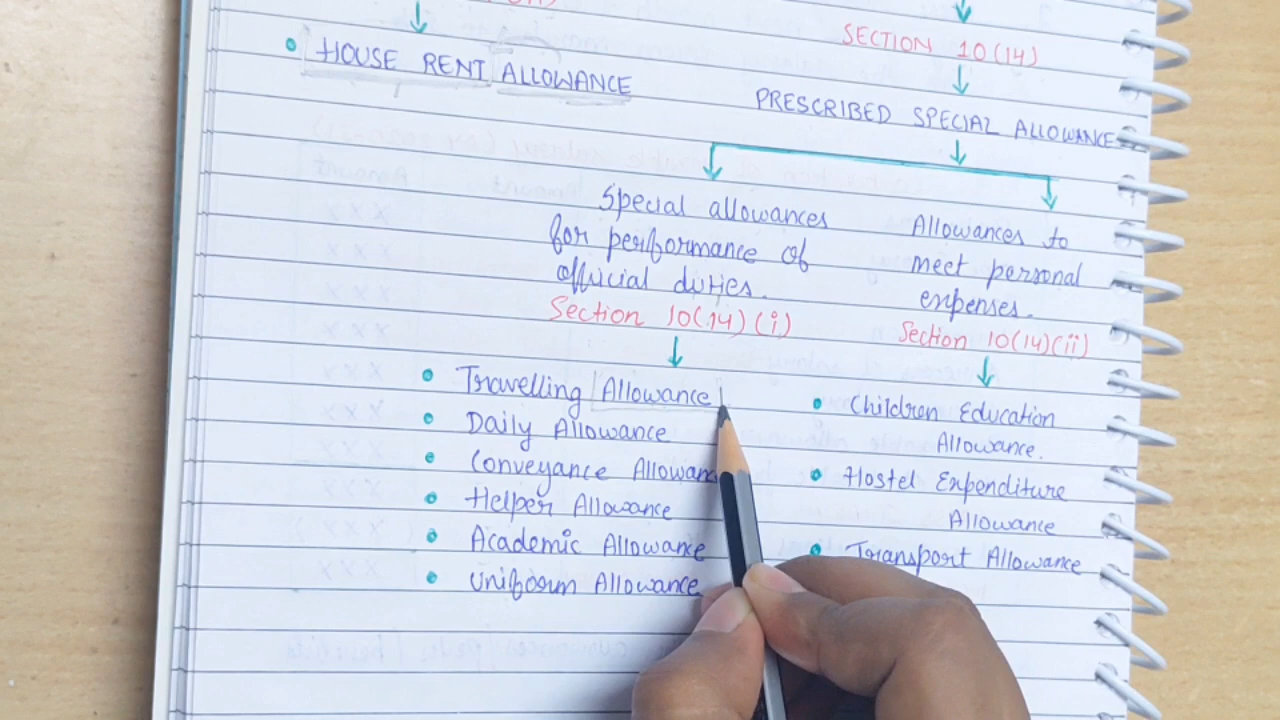 SECTION 10(14)
HOUSE RENT ALLOWANCE
PRESCRIBED SPECIAL ALLOWANCE
Special allowances
for performance of
official duties.
Section 10(14)(i)
Travelling Allowance
Daily Allowance
Conveyance Allowance
Helper Allowance
Academic Allowance
Uniform Allowance
Allowances to
meet personal
expenses.
Section 10(14)(ii)
Children Education
Allowance.
Hostel Expenditure
Allowance
Transport Allowance